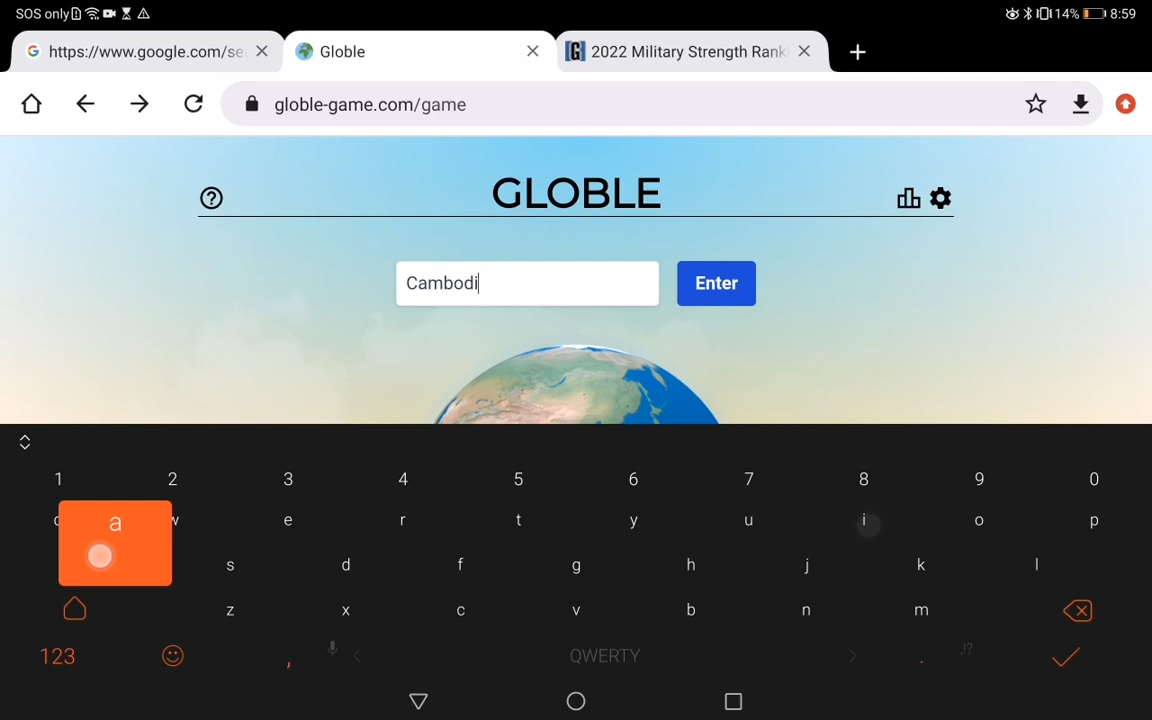 SOS only 14% 8:59
https://www.google.com/se Globle 2022 Military Strength Rank
globle-game.com/game
GLOBLE
Cambodi Enter
1 2 3 4 5 6 7 8 9 0
a w e r t y u i o p
s d f g h j k l
z x c v b n m
123 , QWERTY . !?